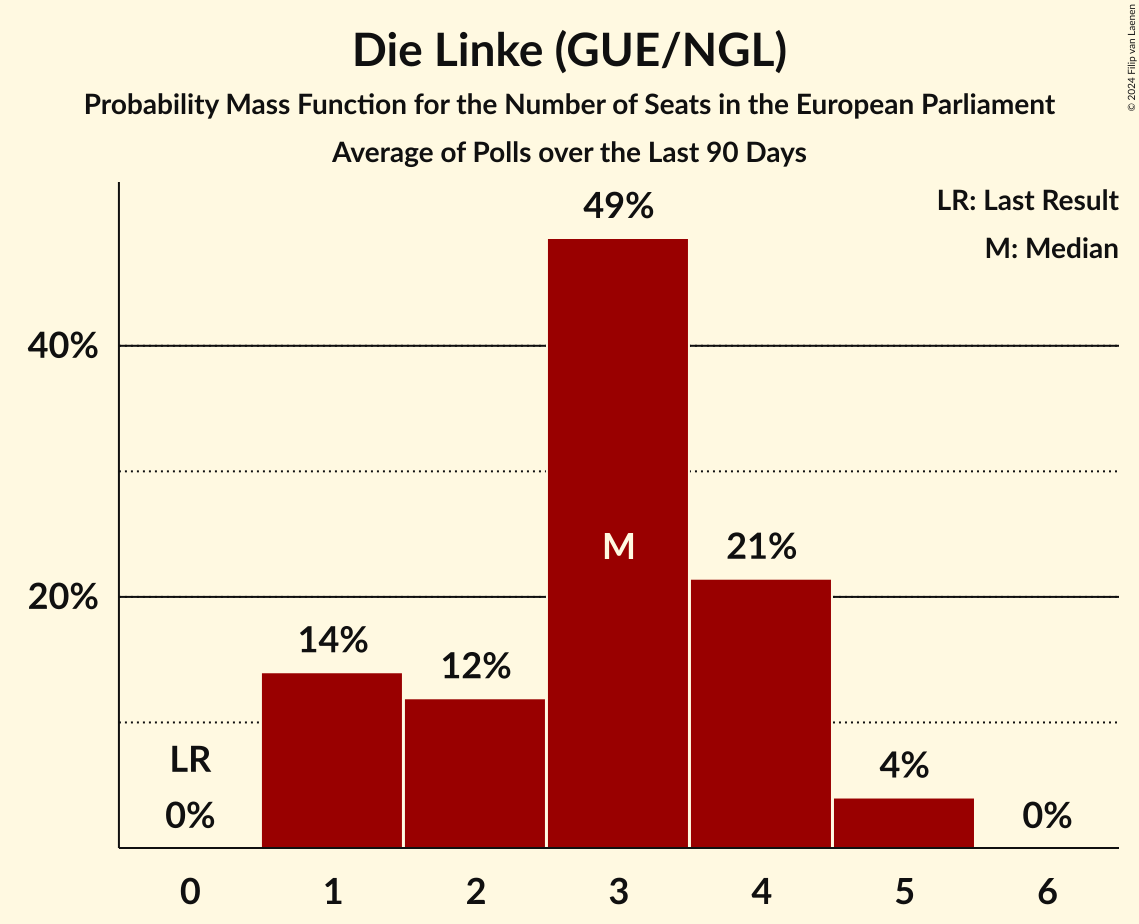 Die Linke (GUE/NGL)
Probability Mass Function for the Number of Seats in the European Parliament
Average of Polls over the Last 90 Days
© 2024 Filip van Laenen
LR: Last Result
M: Median
49%
40%
M
21%
20%
14%
12%
LR
4%
0%
0%
0 1 2 3 4 5 6